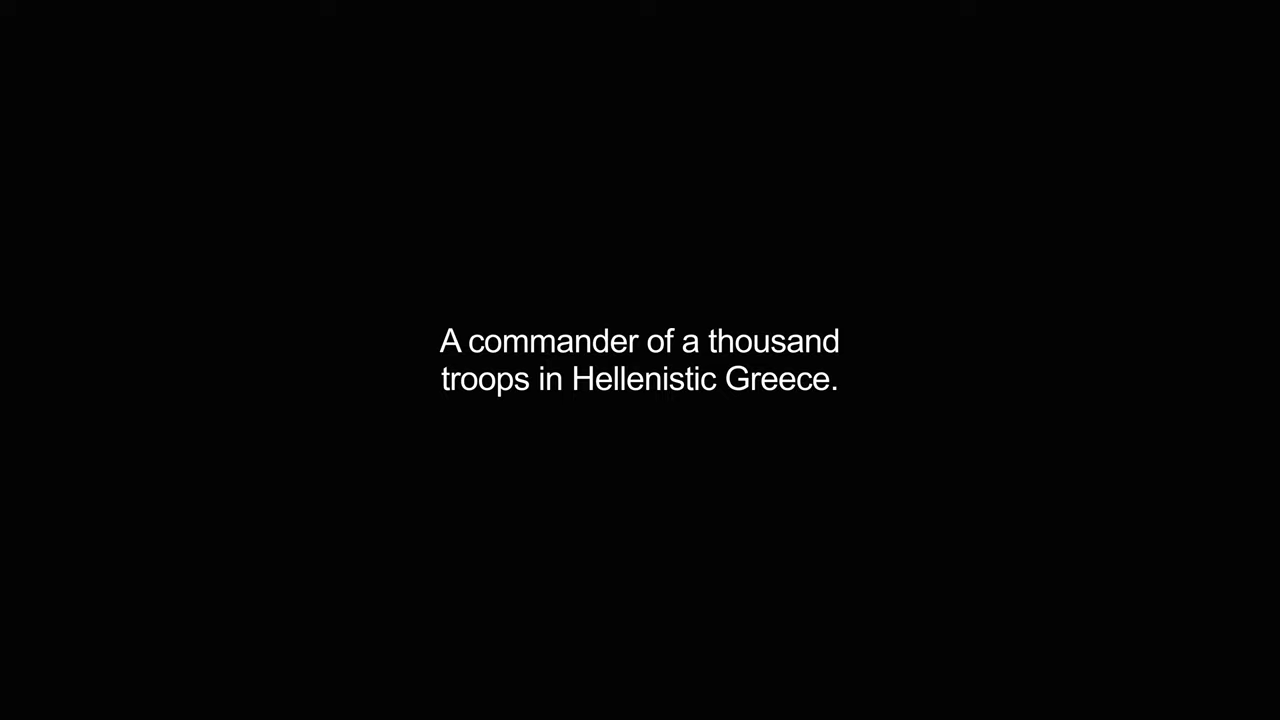 A commander of a thousand
troops in Hellenistic Greece.